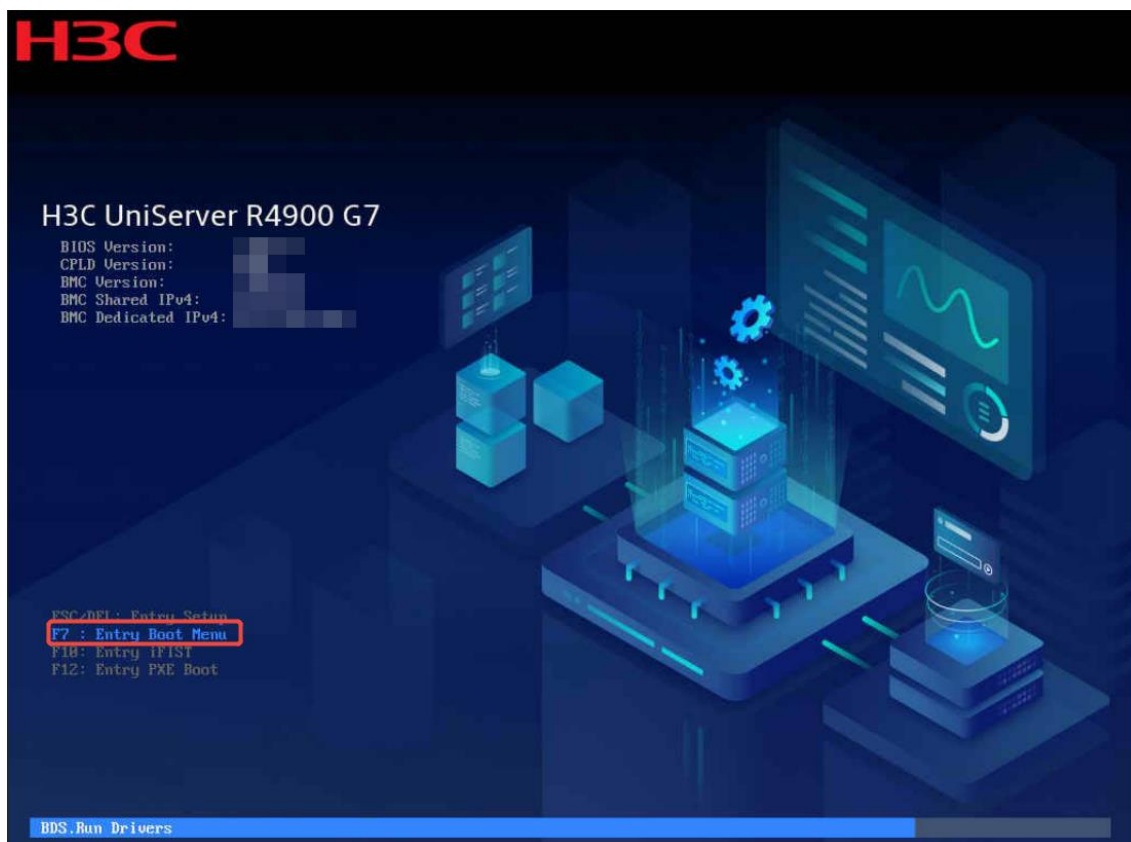 H3C
H3C UniServer R4900 G7
BIOS Version:
CPLD Version:
BMC Version:
BMC Shared IPv4:
BMC Dedicated IPv4:
ESC/DEL: Entry Setup
F7 : Entry Boot Menu
F10: Entry iFIST
F12: Entry PXE Boot
BDS.Run Drivers